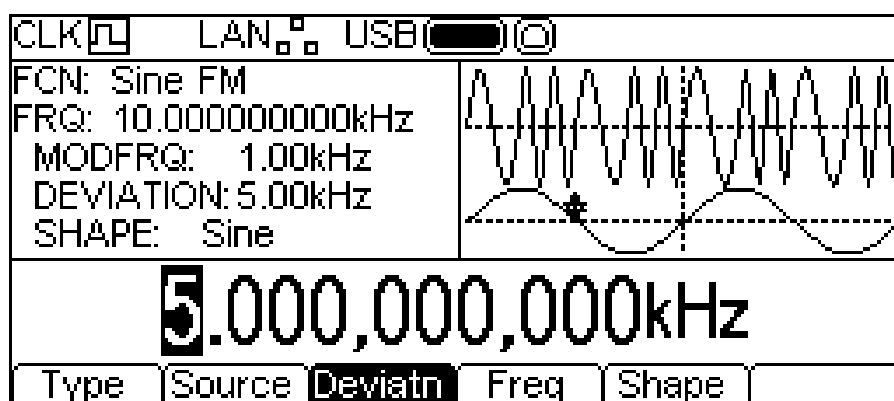 CLK LAN USB
FCN: Sine FM
FRQ: 10.000000000kHz
MODFRQ: 1.00kHz
DEVIATION: 5.00kHz
SHAPE: Sine
5.000,000,000kHz
Type Source Deviatn Freq Shape